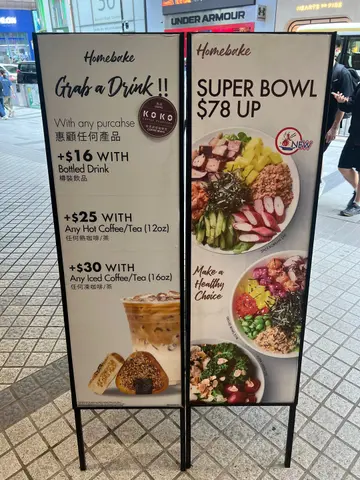 UNDER ARMOUR
Homebake
Grab a Drink!!
With any purcahse
惠顧任何產品
KOKO
+$16 WITH
Bottled Drink
樽裝飲品
+$25 WITH
Any Hot Coffee/Tea (12oz)
任何熱咖啡/茶
+$30 WITH
Any Iced Coffee/Tea (16oz)
任何凍咖啡/茶
Homebake
SUPER BOWL
$78 UP
NEW
Make a
Healthy
Choice